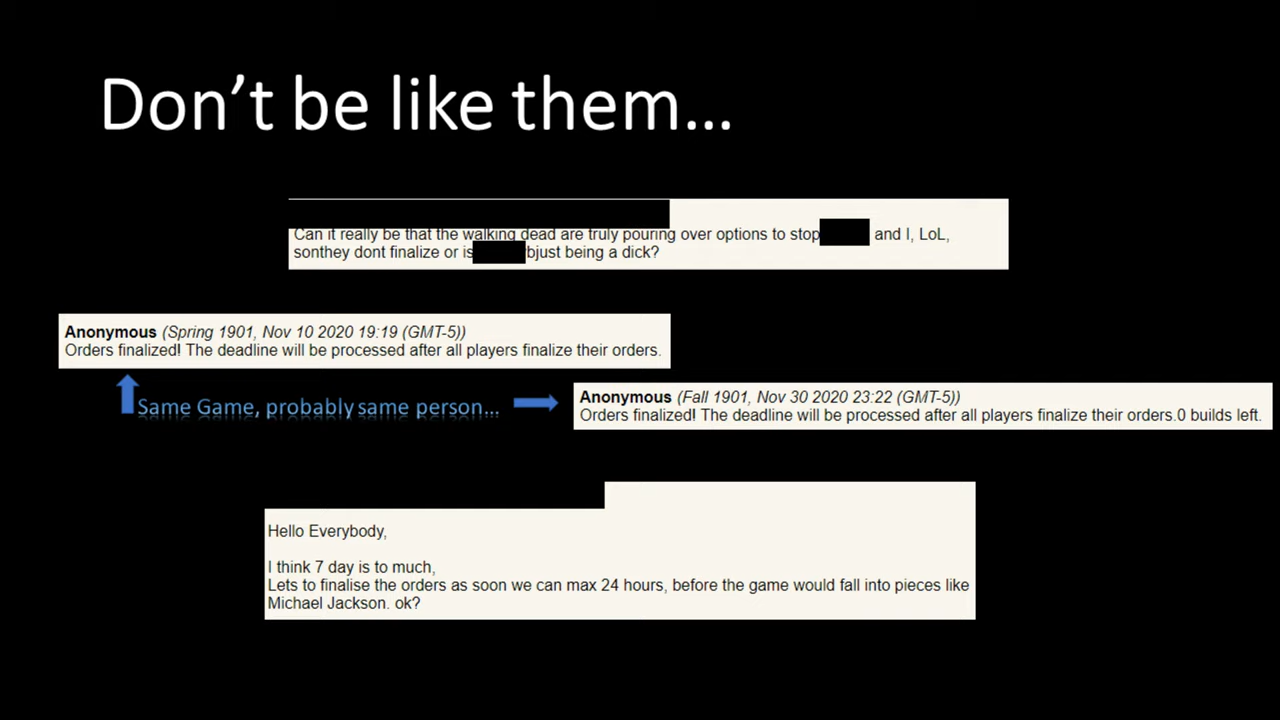 Don’t be like them…
Can it really be that the walking dead are truly pouring over options to stop and I, LoL,
sonthey dont finalize or is bjust being a dick?
Anonymous (Spring 1901, Nov 10 2020 19:19 (GMT-5))
Orders finalized! The deadline will be processed after all players finalize their orders.
Same Game, probably same person…
Anonymous (Fall 1901, Nov 30 2020 23:22 (GMT-5))
Orders finalized! The deadline will be processed after all players finalize their orders.0 builds left.
Hello Everybody,
I think 7 day is to much,
Lets to finalise the orders as soon we can max 24 hours, before the game would fall into pieces like
Michael Jackson. ok?